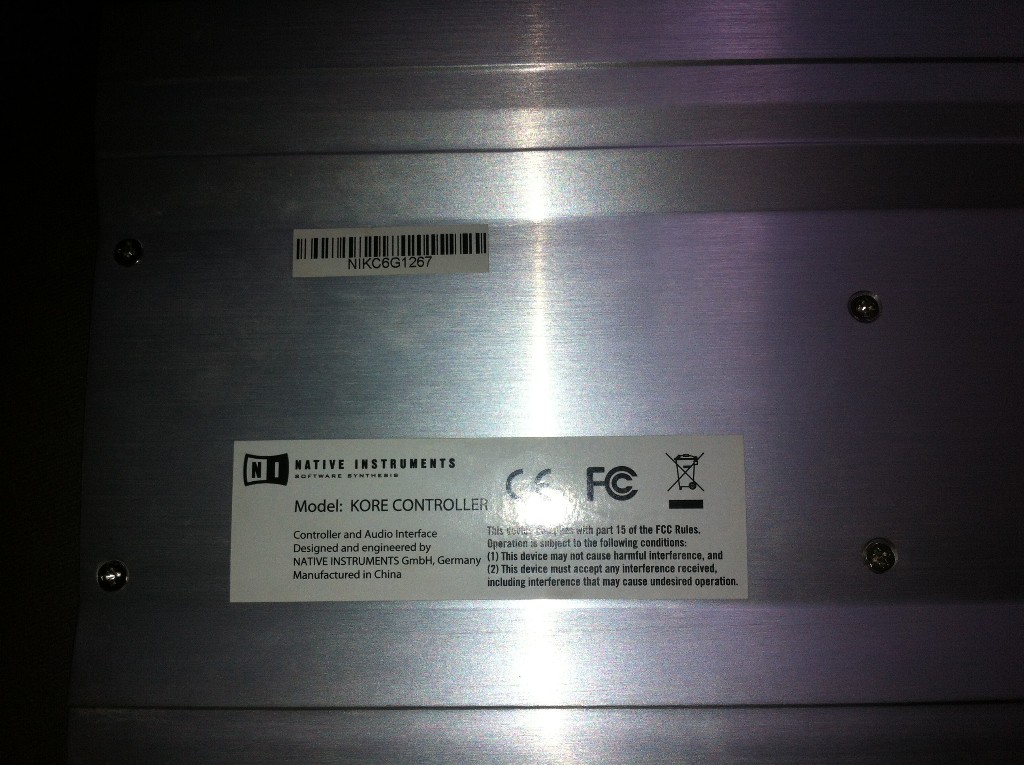 NIKC6G1267
NI NATIVE INSTRUMENTS
SOFTWARE SYNTHESIS
CE FC
Model: KORE CONTROLLER
Controller and Audio Interface
Designed and engineered by
NATIVE INSTRUMENTS GmbH, Germany
Manufactured in China
This device complies with part 15 of the FCC Rules.
Operation is subject to the following conditions:
(1) This device may not cause harmful interference, and
(2) This device must accept any interference received,
including interference that may cause undesired operation.